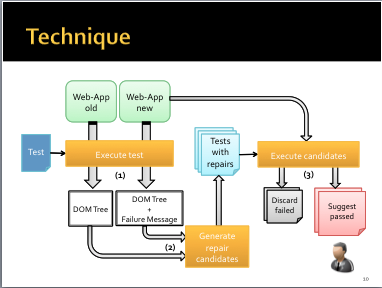 Technique
Web-App
old
Web-App
new
Test
Execute test
Tests
with
repairs
Execute candidates
(1)
(3)
DOM Tree
DOM Tree
+
Failure Message
Discard
failed
Suggest
passed
(2)
Generate
repair
candidates
10